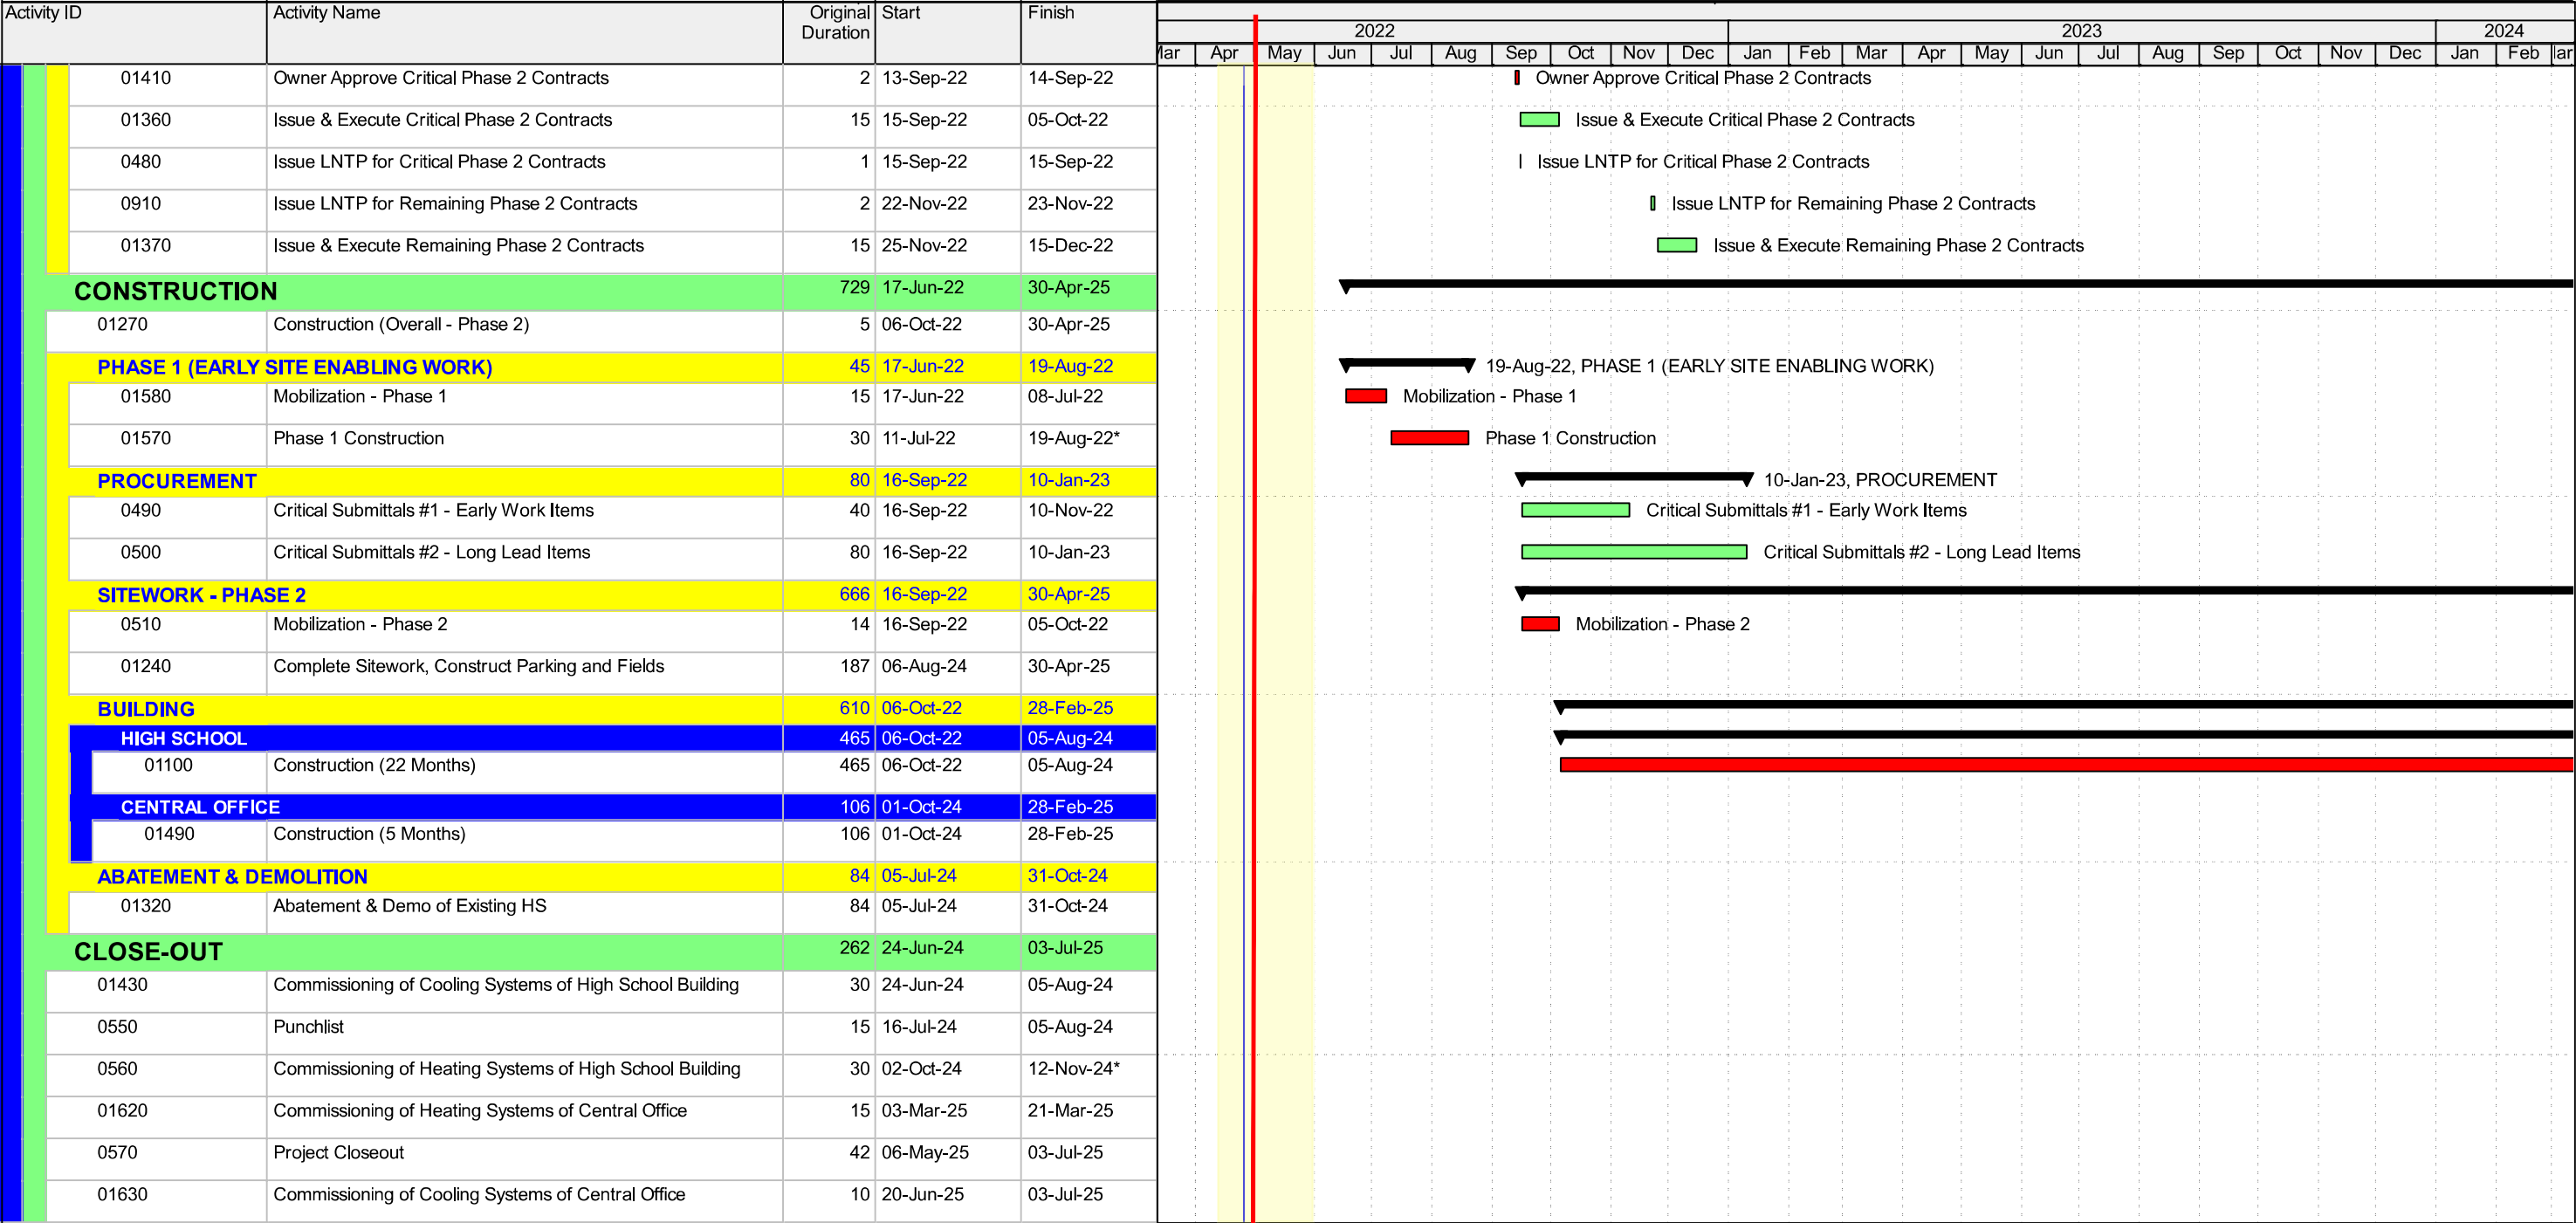 Activity ID Activity Name Original Duration Start Finish
2022 2023 2024
Apr May Jun Jul Aug Sep Oct Nov Dec Jan Feb Mar Apr May Jun Jul Aug Sep Oct Nov Dec Jan Feb
01410 Owner Approve Critical Phase 2 Contracts 2 13-Sep-22 14-Sep-22 Owner Approve Critical Phase 2 Contracts
01360 Issue & Execute Critical Phase 2 Contracts 15 15-Sep-22 05-Oct-22 Issue & Execute Critical Phase 2 Contracts
0480 Issue LNTP for Critical Phase 2 Contracts 1 15-Sep-22 15-Sep-22 Issue LNTP for Critical Phase 2 Contracts
0910 Issue LNTP for Remaining Phase 2 Contracts 2 22-Nov-22 23-Nov-22 Issue LNTP for Remaining Phase 2 Contracts
01370 Issue & Execute Remaining Phase 2 Contracts 15 25-Nov-22 15-Dec-22 Issue & Execute Remaining Phase 2 Contracts
CONSTRUCTION 729 17-Jun-22 30-Apr-25
01270 Construction (Overall - Phase 2) 5 06-Oct-22 30-Apr-25
PHASE 1 (EARLY SITE ENABLING WORK) 45 17-Jun-22 19-Aug-22 19-Aug-22, PHASE 1 (EARLY SITE ENABLING WORK)
01580 Mobilization - Phase 1 15 17-Jun-22 08-Jul-22 Mobilization - Phase 1
01570 Phase 1 Construction 30 11-Jul-22 19-Aug-22* Phase 1 Construction
PROCUREMENT 80 16-Sep-22 10-Jan-23 10-Jan-23, PROCUREMENT
0490 Critical Submittals #1 - Early Work Items 40 16-Sep-22 10-Nov-22 Critical Submittals #1 - Early Work Items
0500 Critical Submittals #2 - Long Lead Items 80 16-Sep-22 10-Jan-23 Critical Submittals #2 - Long Lead Items
SITEWORK - PHASE 2 666 16-Sep-22 30-Apr-25
0510 Mobilization - Phase 2 14 16-Sep-22 05-Oct-22 Mobilization - Phase 2
01240 Complete Sitework, Construct Parking and Fields 187 06-Aug-24 30-Apr-25
BUILDING 610 06-Oct-22 28-Feb-25
HIGH SCHOOL 465 06-Oct-22 05-Aug-24
01100 Construction (22 Months) 465 06-Oct-22 05-Aug-24
CENTRAL OFFICE 106 01-Oct-24 28-Feb-25
01490 Construction (5 Months) 106 01-Oct-24 28-Feb-25
ABATEMENT & DEMOLITION 84 05-Jul-24 31-Oct-24
01320 Abatement & Demo of Existing HS 84 05-Jul-24 31-Oct-24
CLOSE-OUT 262 24-Jun-24 03-Jul-25
01430 Commissioning of Cooling Systems of High School Building 30 24-Jun-24 05-Aug-24
0550 Punchlist 15 16-Jul-24 05-Aug-24
0560 Commissioning of Heating Systems of High School Building 30 02-Oct-24 12-Nov-24*
01620 Commissioning of Heating Systems of Central Office 15 03-Mar-25 21-Mar-25
0570 Project Closeout 42 06-May-25 03-Jul-25
01630 Commissioning of Cooling Systems of Central Office 10 20-Jun-25 03-Jul-25